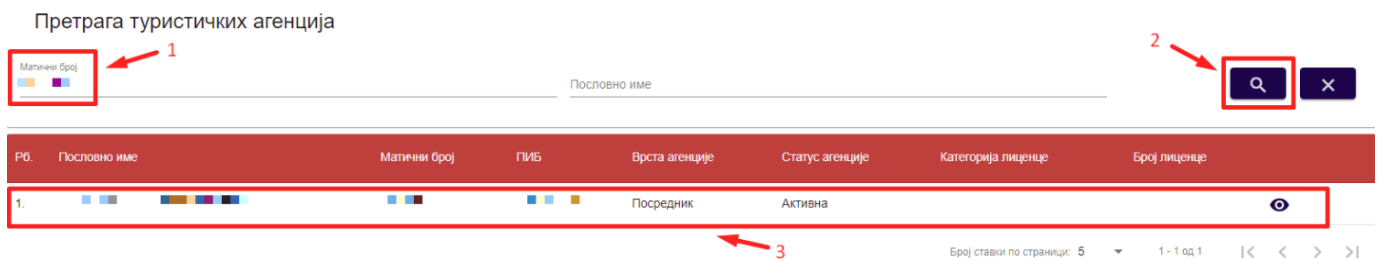 Претрага туристичких агенција
1
2
Матични број
Пословно име
Рб. Пословно име Матични број ПИБ Врста агенције Статус агенције Категорија лиценце Број лиценце
1. Посредник Активна
3
Број ставки по страници: 5 1 - 1 од 1